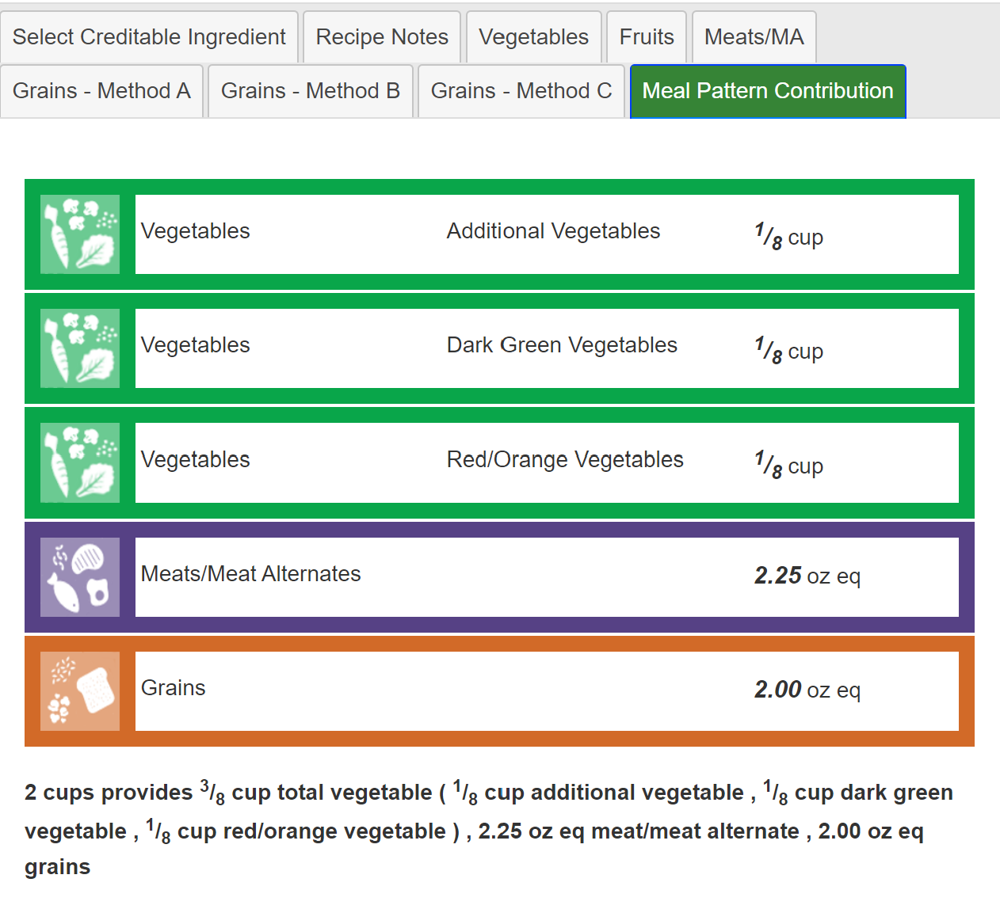 Select Creditable Ingredient Recipe Notes Vegetables Fruits Meats/MA
Grains - Method A Grains - Method B Grains - Method C Meal Pattern Contribution
Vegetables Additional Vegetables 1/8 cup
Vegetables Dark Green Vegetables 1/8 cup
Vegetables Red/Orange Vegetables 1/8 cup
Meats/Meat Alternates 2.25 oz eq
Grains 2.00 oz eq
2 cups provides 3/8 cup total vegetable ( 1/8 cup additional vegetable , 1/8 cup dark green
vegetable , 1/8 cup red/orange vegetable ) , 2.25 oz eq meat/meat alternate , 2.00 oz eq
grains